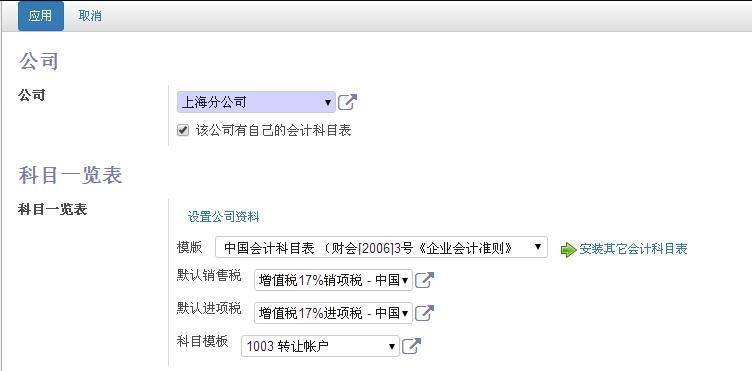 应用 取消
公司
公司
上海分公司
该公司有自己的会计科目表
科目一览表
科目一览表
设置公司资料
模版 中国会计科目表 （财会[2006]3号《企业会计准则》 安装其它会计科目表
默认销售税 增值税17%销项税 - 中国
默认进项税 增值税17%进项税 - 中国
科目模板 1003 转让帐户